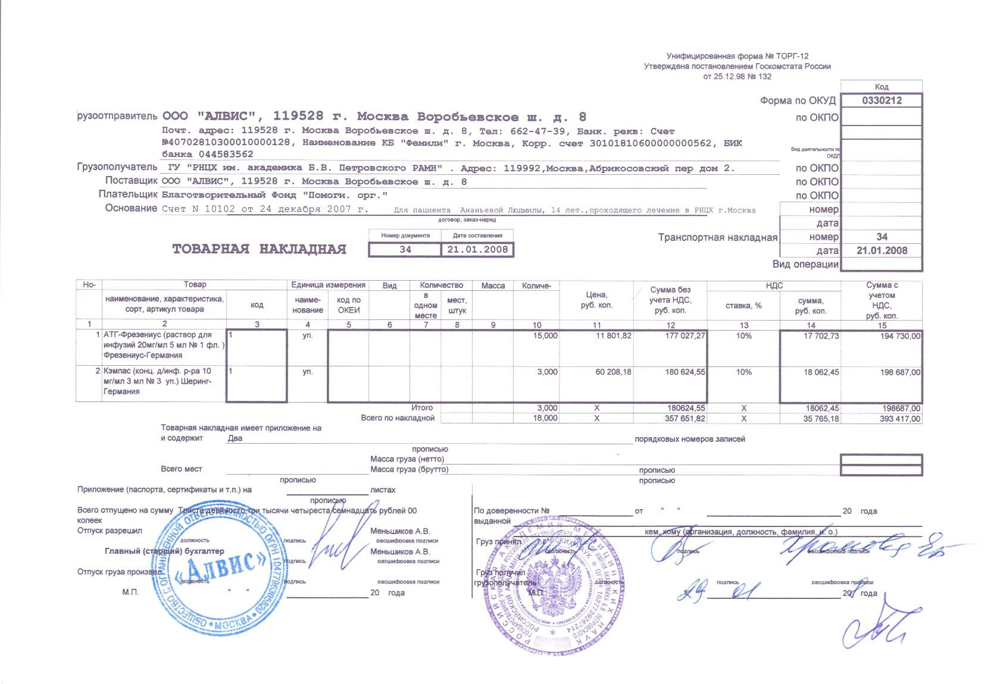 Унифицированная форма № ТОРГ-12
Утверждена постановлением Госкомстата России
от 25.12.98 № 132
Код
Форма по ОКУД 0330212
рузоотправитель ООО "АЛВИС", 119528 г. Москва Воробьевское ш. д. 8 по ОКПО
Почт. адрес: 119528 г. Москва Воробьевское ш. д. 8, Тел: 662-47-39, Банк. рекв: Счет
№40702810300010000128, Наименование КБ "Фемили" г. Москва, Корр. счет 30101810600000000562, БИК
банка 044583562
Вид деятельности по
ОКДП
Грузополучатель ГУ "РНЦХ им. академика Б.В. Петровского РАМН" . Адрес: 119992,Москва,Абрикосовский пер дом 2. по ОКПО
Поставщик ООО "АЛВИС", 119528 г. Москва Воробьевское ш. д. 8 по ОКПО
Плательщик Благотворительный Фонд "Помоги. орг." по ОКПО
Основание Счет N 10102 от 24 декабря 2007 г. Для пациента Ананьевой Людмилы, 14 лет.,проходящего лечение в РНЦХ г.Москва номер
договор, заказ-наряд
дата
Номер документа Дата составления
Транспортная накладная номер 34
ТОВАРНАЯ НАКЛАДНАЯ 34 21.01.2008
дата 21.01.2008
Вид операции
Но- Товар Единица измерения Вид Количество Масса Количе- Цена, руб. коп. Сумма без учета НДС, руб. коп. НДС Сумма с учетом НДС, руб. коп.
наименование, характеристика, сорт, артикул товара код наиме-нование код по ОКЕИ в одном месте мест, штук ставка, % сумма, руб. коп.
1 2 3 4 5 6 7 8 9 10 11 12 13 14 15
1 АТГ-Фрезениус (раствор для 1 уп. 15,000 11 801,82 177 027,27 10% 17 702,73 194 730,00
инфузий 20мг/мл 5 мл № 1 фл. )
Фрезениус-Германия
2 Кэмпас (конц. д/инф. р-ра 10 1 уп. 3,000 60 208,18 180 624,55 10% 18 062,45 198 687,00
мг/мл 3 мл № 3 уп.) Шеринг-
Германия
Итого 3,000 X 180624,55 X 18062,45 198687,00
Всего по накладной 18,000 X 357 651,82 X 35 765,18 393 417,00
Товарная накладная имеет приложение на
и содержит Два порядковых номеров записей
прописью
Масса груза (нетто)
Всего мест Масса груза (брутто) прописью
прописью прописью
Приложение (паспорта, сертификаты и т.п.) на листах
прописью
Всего отпущено на сумму Триста девяносто три тысячи четыреста семнадцать рублей 00
копеек
Отпуск разрешил Меньшиков А.В.
должность подпись расшифровка подписи
Главный (старший) бухгалтер Меньшиков А.В.
подпись расшифровка подписи
Отпуск груза произвел
должность подпись расшифровка подписи
М.П. " " 20 года
По доверенности № от " " 20 года
выданной
кем, кому (организация, должность, фамилия, и. о.)
Груз принял
должность подпись расшифровка подписи
Груз получил
грузополучатель должность подпись расшифровка подписи
М.П. "29" 01 208 года
ОБЩЕСТВО С ОГРАНИЧЕННОЙ ОТВЕТСТВЕННОСТЬЮ ОГРН 1047796305820 * МОСКВА *
«АЛВИС»
РОССИЙСКАЯ АКАДЕМИЯ МЕДИЦИНСКИХ НАУК
ОГРН 1027739267214